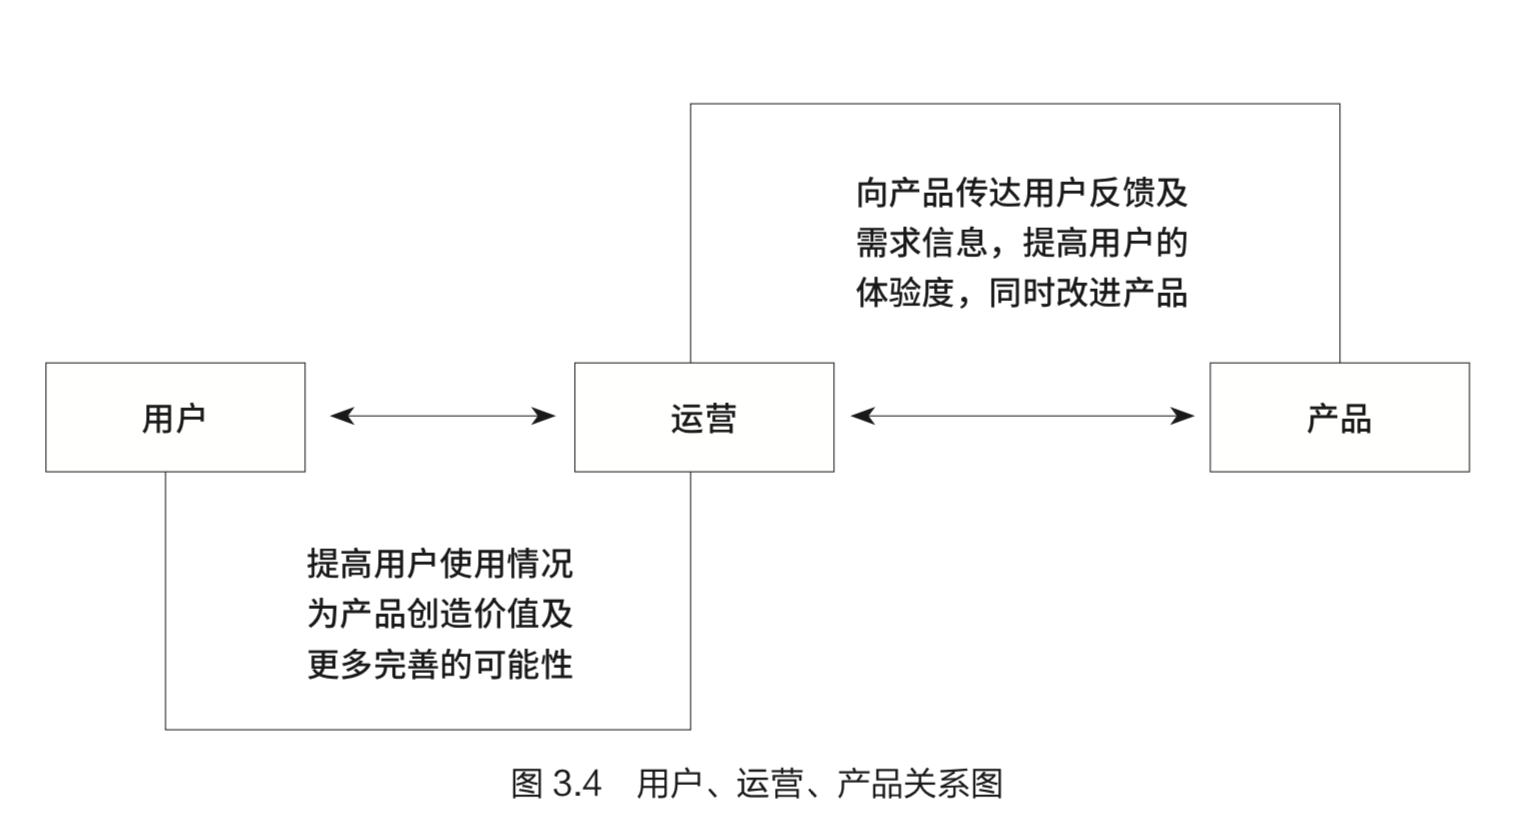 向产品传达用户反馈及
需求信息，提高用户的
体验度，同时改进产品
用户
运营
产品
提高用户使用情况
为产品创造价值及
更多完善的可能性
图 3.4　用户、运营、产品关系图